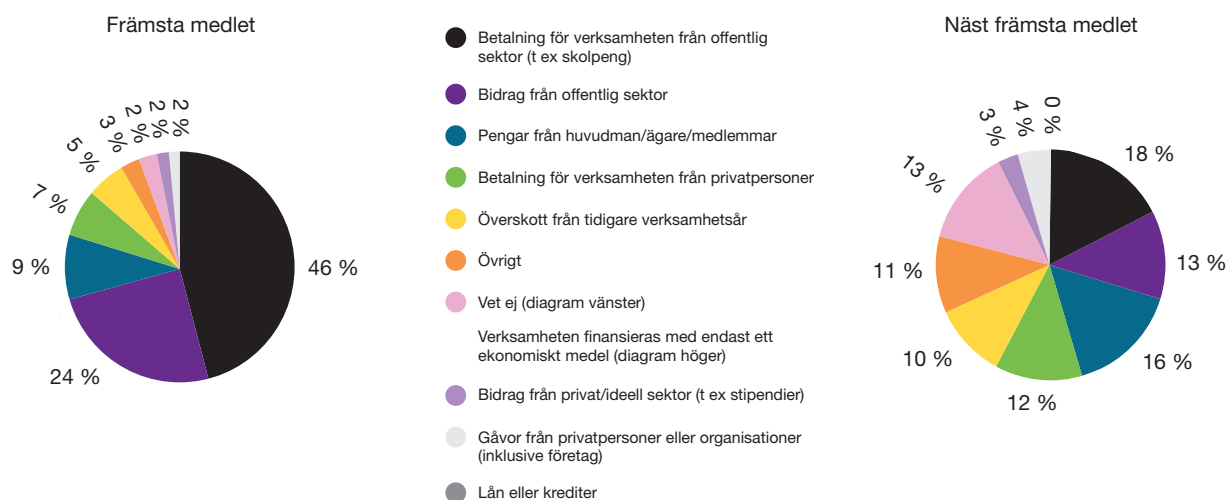 Främsta medlet
46 %
24 %
9 %
7 %
5 %
3 %
2 %
2 %
2 %
Betalning för verksamheten från offentlig
sektor (t ex skolpeng)
Bidrag från offentlig sektor
Pengar från huvudman/ägare/medlemmar
Betalning för verksamheten från privatpersoner
Överskott från tidigare verksamhetsår
Övrigt
Vet ej (diagram vänster)
Verksamheten finansieras med endast ett
ekonomiskt medel (diagram höger)
Bidrag från privat/ideell sektor (t ex stipendier)
Gåvor från privatpersoner eller organisationer
(inklusive företag)
Lån eller krediter
Näst främsta medlet
18 %
13 %
16 %
12 %
10 %
11 %
13 %
3 %
4 %
0 %